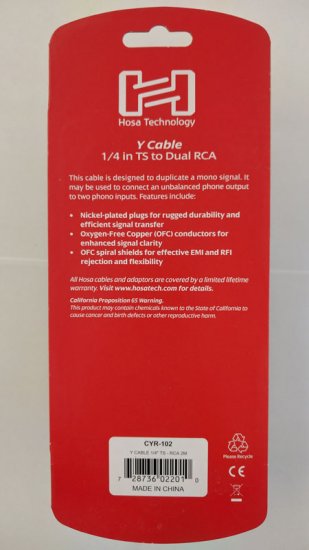 Hosa Technology
Y Cable
1/4 in TS to Dual RCA
This cable is designed to duplicate a mono signal. It
may be used to connect an unbalanced phone output
to two phono inputs. Features include:
• Nickel-plated plugs for rugged durability and
efficient signal transfer
• Oxygen-Free Copper (OFC) conductors for
enhanced signal clarity
• OFC spiral shields for effective EMI and RFI
rejection and flexibility
All Hosa cables and adaptors are covered by a limited lifetime
warranty. Visit www.hosatech.com for details.
California Proposition 65 Warning.
This product may contain chemicals known to the State of California to
cause cancer and birth defects or other reproductive harm.
CYR-102
Y CABLE 1/4" TS - RCA 2M
7 28736 02201 0
MADE IN CHINA
Please Recycle
CE